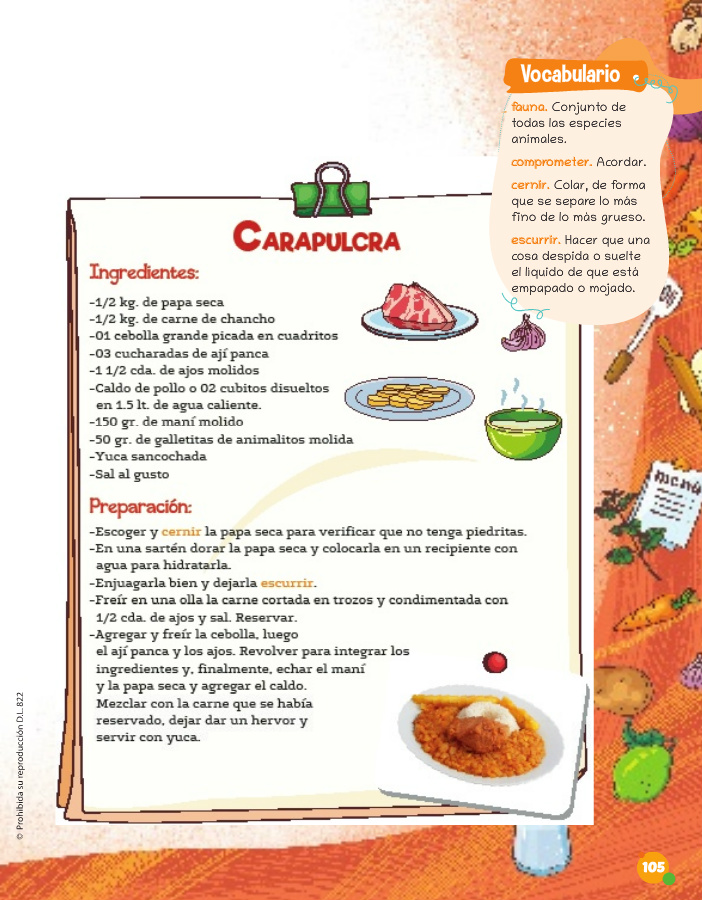 Vocabulario
fauna. Conjunto de
todas las especies
animales.
comprometer. Acordar.
cernir. Colar, de forma
que se separe lo más
fino de lo más grueso.
escurrir. Hacer que una
cosa despida o suelte
el líquido de que está
empapado o mojado.
CARAPULCRA
Ingredientes:
-1/2 kg. de papa seca
-1/2 kg. de carne de chancho
-01 cebolla grande picada en cuadritos
-03 cucharadas de ají panca
-1 1/2 cda. de ajos molidos
-Caldo de pollo o 02 cubitos disueltos
en 1.5 lt. de agua caliente.
-150 gr. de maní molido
-50 gr. de galletitas de animalitos molida
-Yuca sancochada
-Sal al gusto
Preparación:
-Escoger y cernir la papa seca para verificar que no tenga piedritas.
-En una sartén dorar la papa seca y colocarla en un recipiente con
agua para hidratarla.
-Enjuagarla bien y dejarla escurrir.
-Freír en una olla la carne cortada en trozos y condimentada con
1/2 cda. de ajos y sal. Reservar.
-Agregar y freír la cebolla, luego
el ají panca y los ajos. Revolver para integrar los
ingredientes y, finalmente, echar el maní
y la papa seca y agregar el caldo.
Mezclar con la carne que se había
reservado, dejar dar un hervor y
servir con yuca.
menú
© Prohibida su reproducción D.L. 822
105